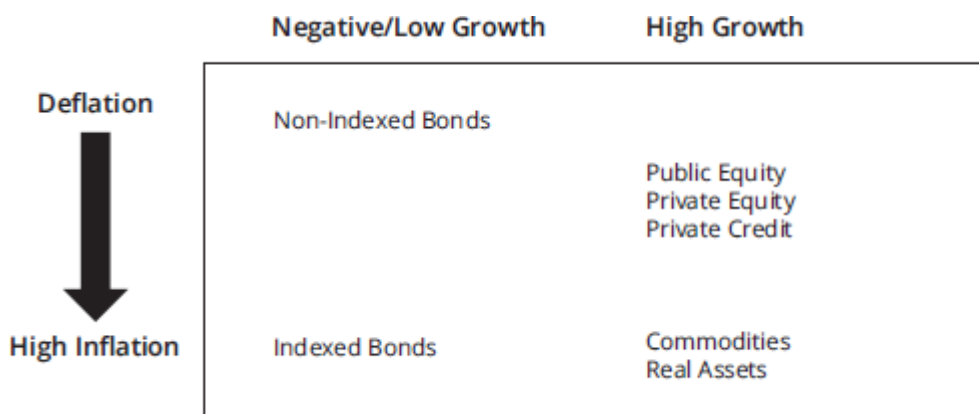 Negative/Low Growth High Growth
Deflation
Non-Indexed Bonds
Public Equity
Private Equity
Private Credit
High Inflation Indexed Bonds Commodities
Real Assets